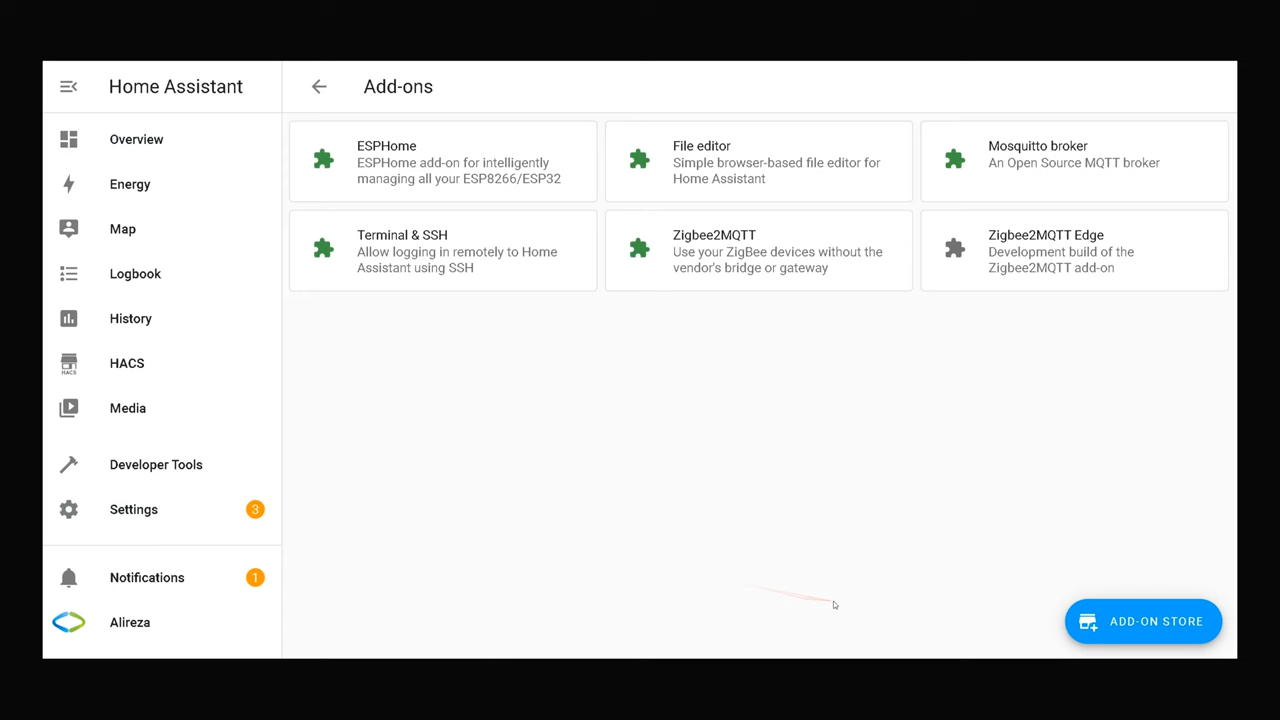 Home Assistant
Add-ons
Overview
Energy
Map
Logbook
History
HACS
HACS
Media
Developer Tools
Settings
3
Notifications
1
Alireza
ESPHome
ESPHome add-on for intelligently
managing all your ESP8266/ESP32
File editor
Simple browser-based file editor for
Home Assistant
Mosquitto broker
An Open Source MQTT broker
Terminal & SSH
Allow logging in remotely to Home
Assistant using SSH
Zigbee2MQTT
Use your ZigBee devices without the
vendor's bridge or gateway
Zigbee2MQTT Edge
Development build of the
Zigbee2MQTT add-on
ADD-ON STORE